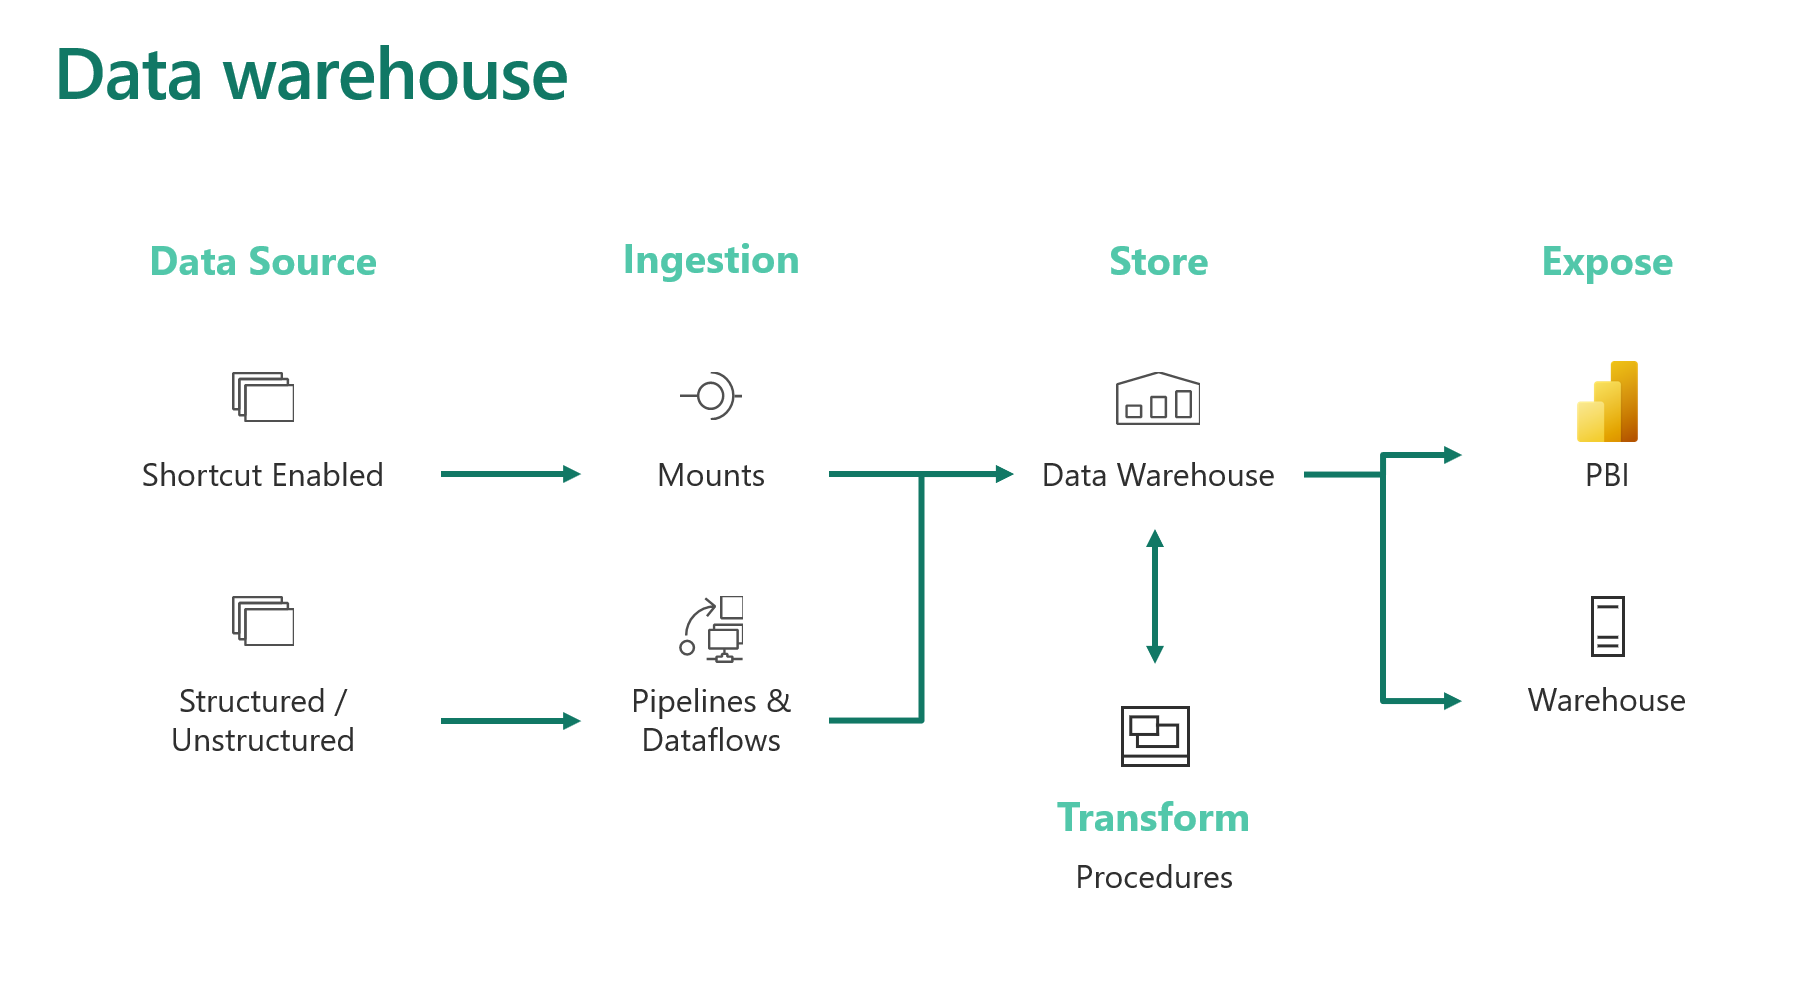 Data warehouse
Data Source
Ingestion
Store
Expose
Shortcut Enabled
Mounts
Data Warehouse
PBI
Structured /
Unstructured
Pipelines &
Dataflows
Warehouse
Transform
Procedures